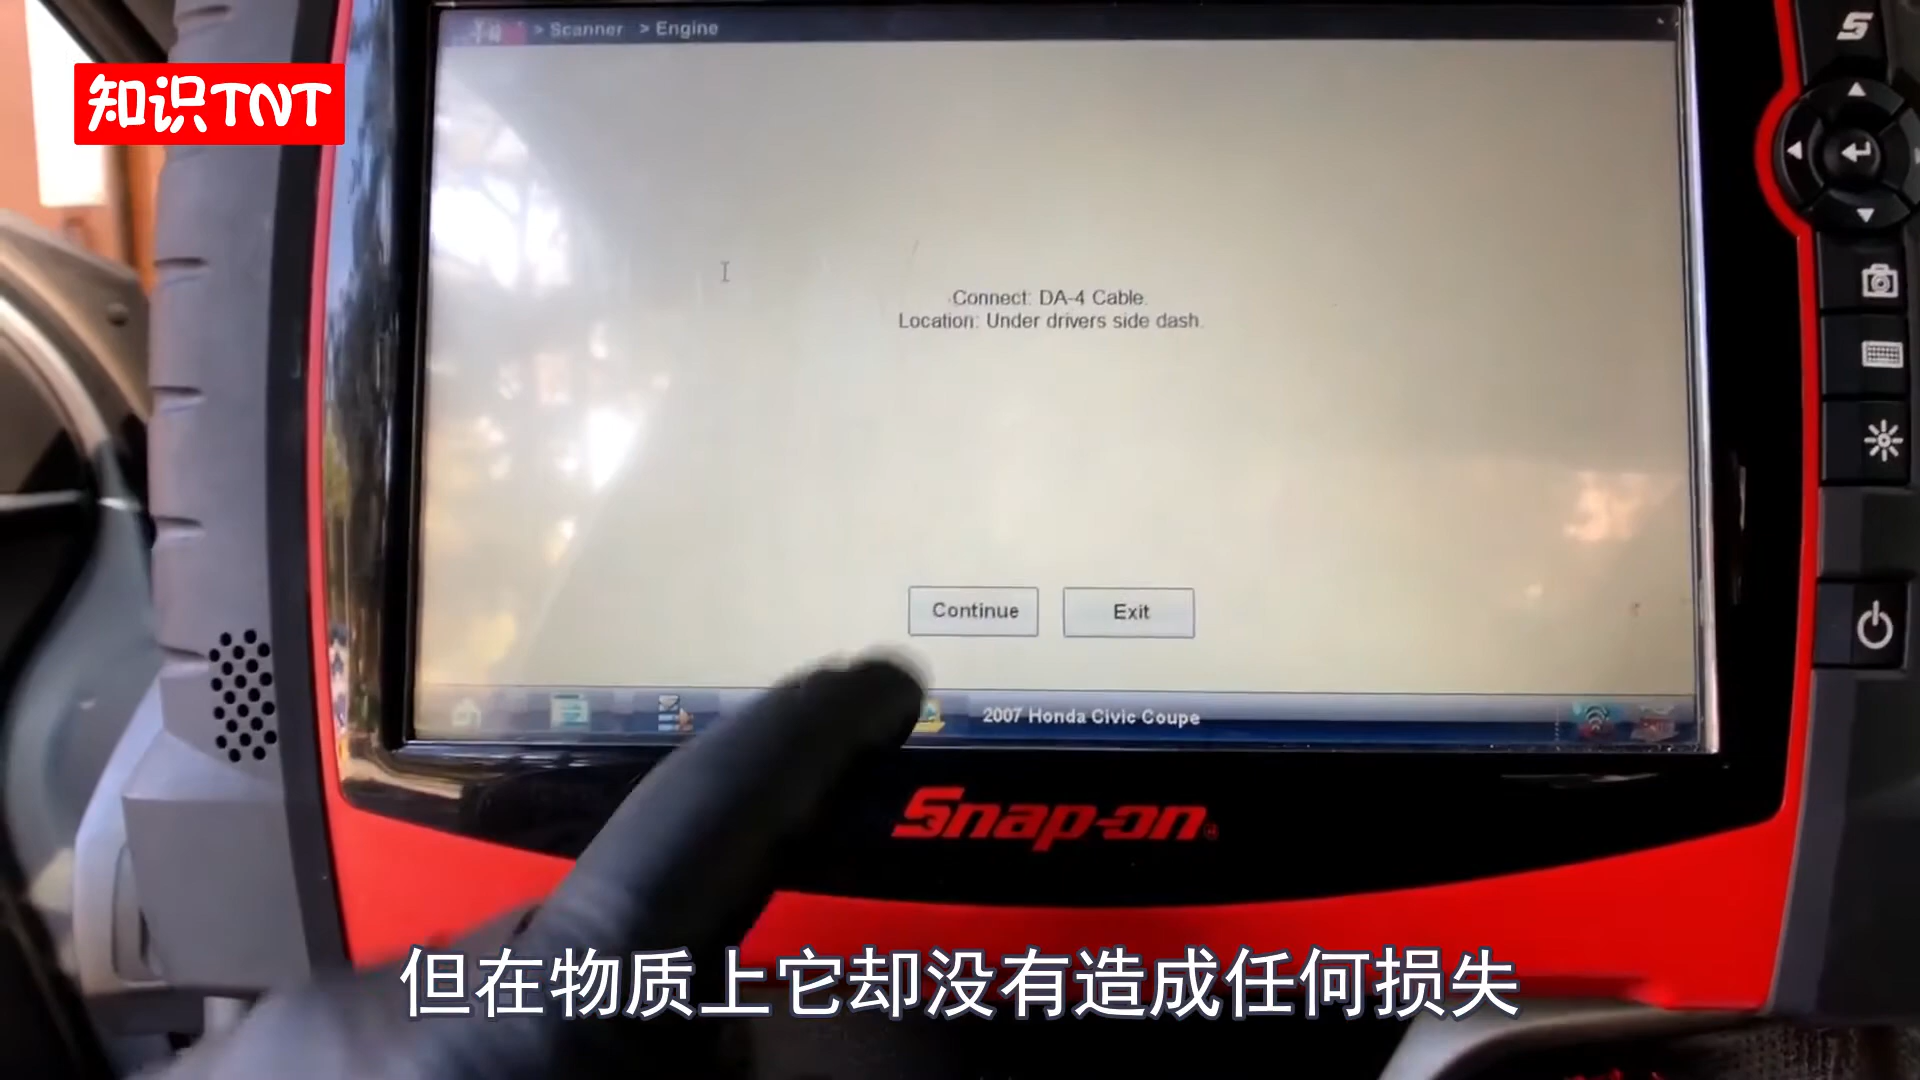 > Scanner > Engine
知识TNT
Connect: DA-4 Cable.
Location: Under drivers side dash.
Continue Exit
2007 Honda Civic Coupe
Snap-on
但在物质上它却没有造成任何损失